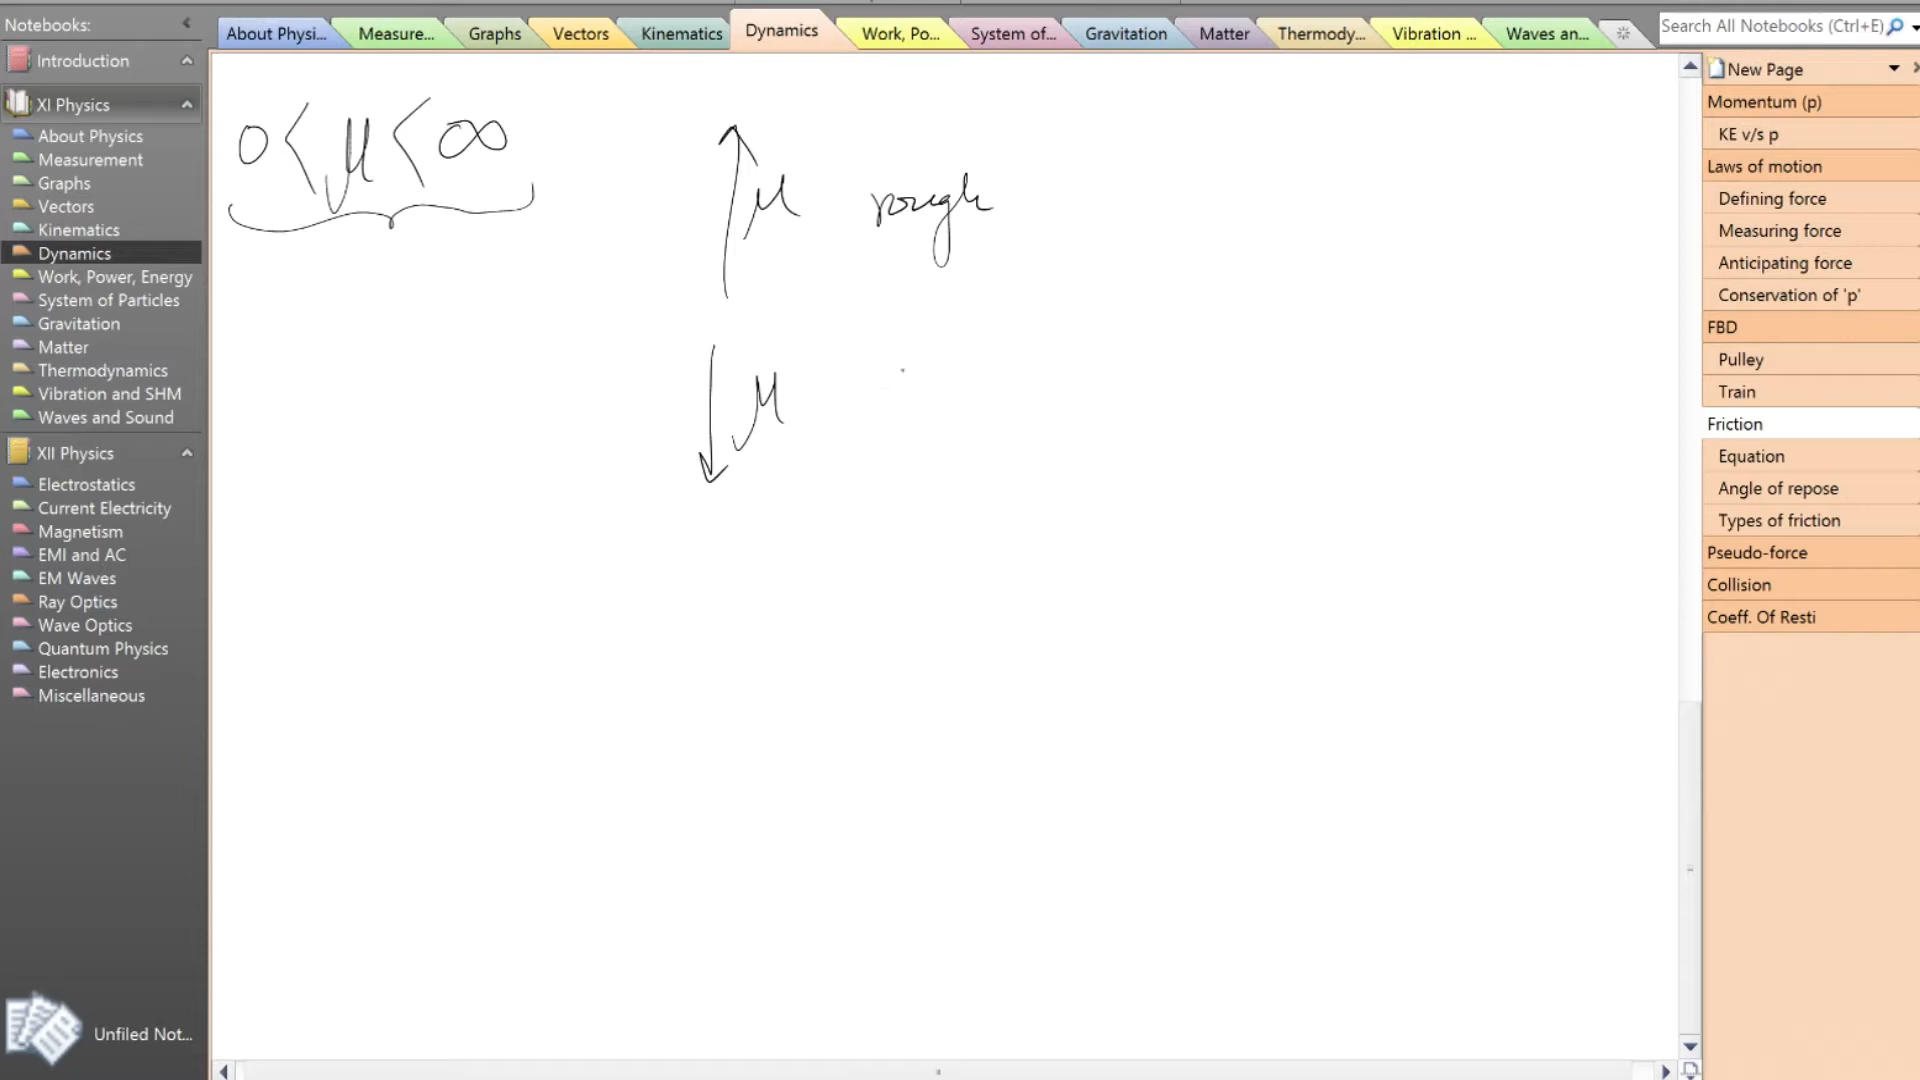 Notebooks:
Introduction
XI Physics
About Physics
Measurement
Graphs
Vectors
Kinematics
Dynamics
Work, Power, Energy
System of Particles
Gravitation
Matter
Thermodynamics
Vibration and SHM
Waves and Sound
XII Physics
Electrostatics
Current Electricity
Magnetism
EMI and AC
EM Waves
Ray Optics
Wave Optics
Quantum Physics
Electronics
Miscellaneous
Unfiled Not...
About Physi... Measure... Graphs Vectors Kinematics Dynamics Work, Po... System of... Gravitation Matter Thermody... Vibration ... Waves an...
Search All Notebooks (Ctrl+E)
0 < μ < ∞
↑ μ rough
↓ μ
New Page
Momentum (p)
KE v/s p
Laws of motion
Defining force
Measuring force
Anticipating force
Conservation of 'p'
FBD
Pulley
Train
Friction
Equation
Angle of repose
Types of friction
Pseudo-force
Collision
Coeff. Of Resti